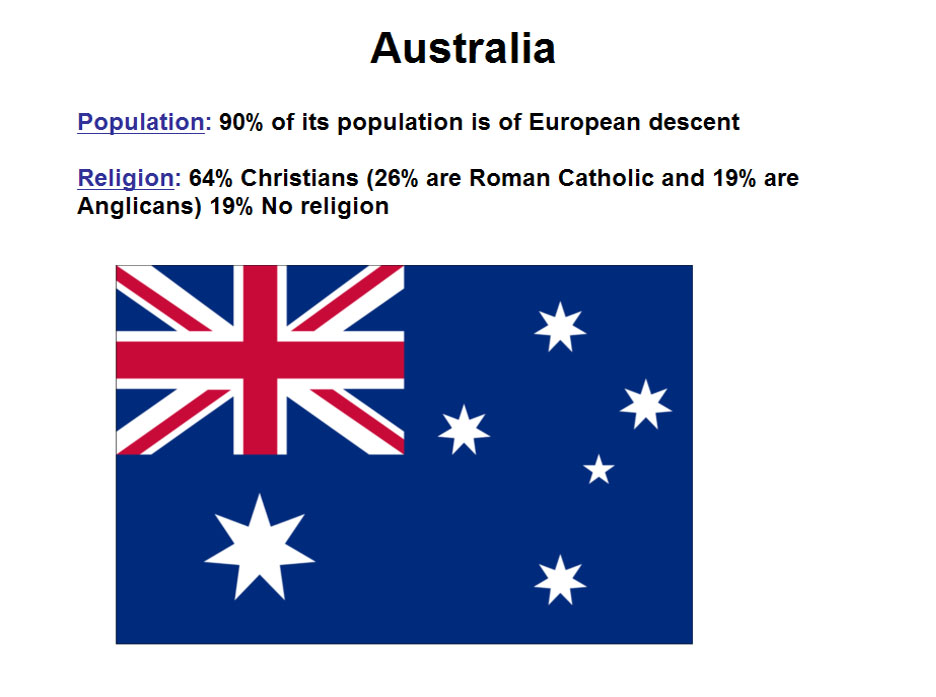 Australia
Population: 90% of its population is of European descent
Religion: 64% Christians (26% are Roman Catholic and 19% are
Anglicans) 19% No religion